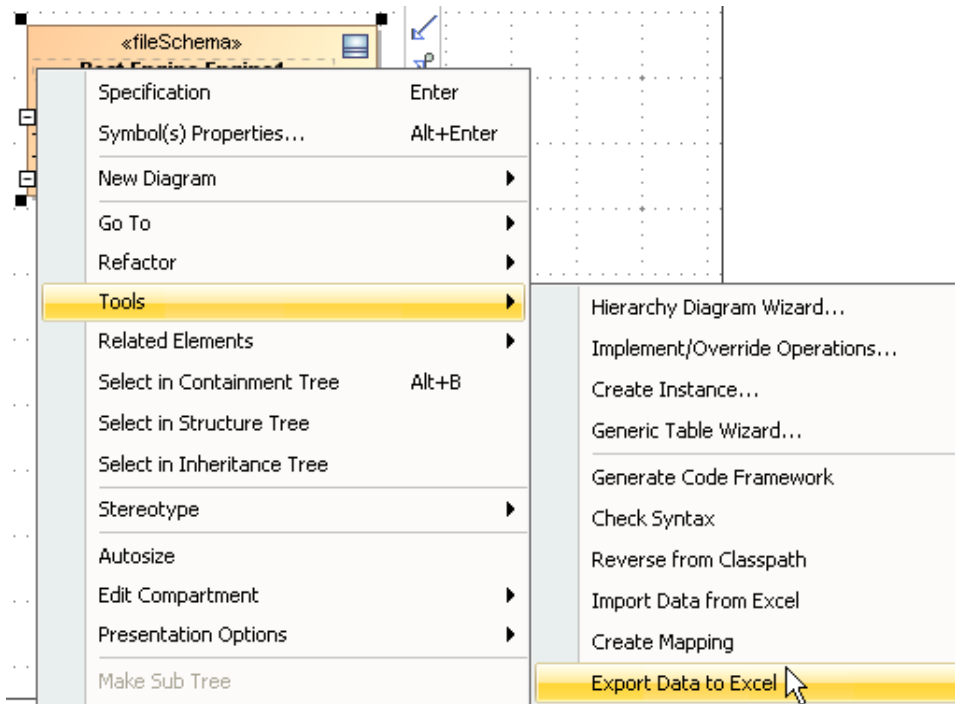 «fileSchema»
Specification Enter
Symbol(s) Properties... Alt+Enter
New Diagram
Go To
Refactor
Tools
Related Elements
Select in Containment Tree Alt+B
Select in Structure Tree
Select in Inheritance Tree
Stereotype
Autosize
Edit Compartment
Presentation Options
Make Sub Tree
Hierarchy Diagram Wizard...
Implement/Override Operations...
Create Instance...
Generic Table Wizard...
Generate Code Framework
Check Syntax
Reverse from Classpath
Import Data from Excel
Create Mapping
Export Data to Excel